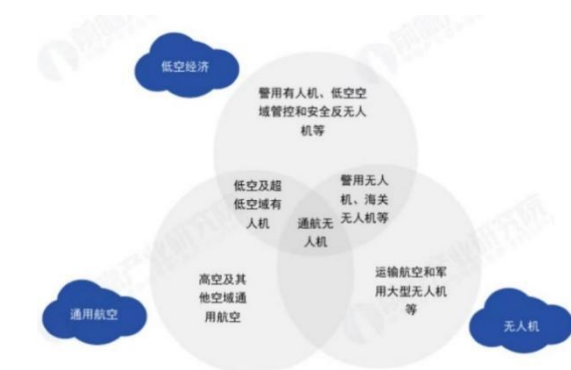 低空经济
警用有人机、低空空
域管控和安全反无人
机等
低空及超
低空域有
人机
警用无人
机、海关
无人机等
通航无
人机
高空及其
他空域通
用航空
运输航空和军
用大型无人机
等
通用航空
无人机